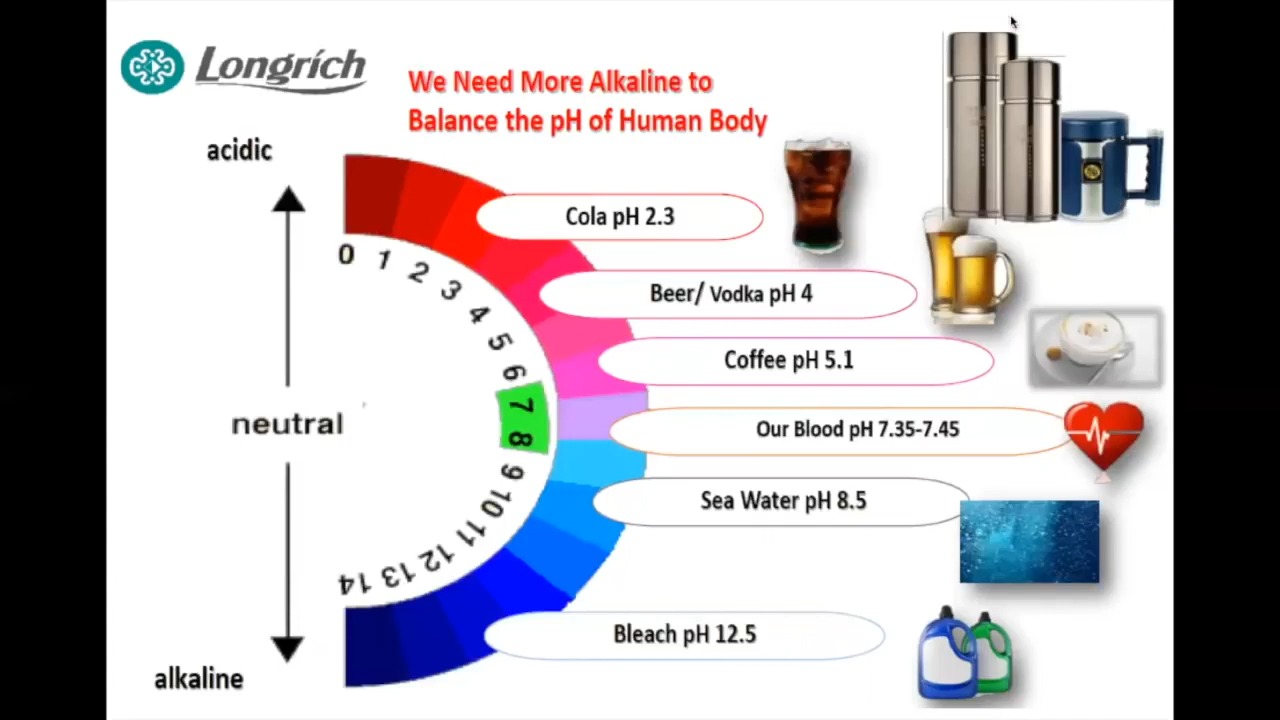 Longrích
We Need More Alkaline to
Balance the pH of Human Body
acidic
Cola pH 2.3
0
1
2
3
4
5
6
7
8
9
10
11
12
13
14
Beer/ Vodka pH 4
Coffee pH 5.1
neutral
Our Blood pH 7.35-7.45
Sea Water pH 8.5
Bleach pH 12.5
alkaline